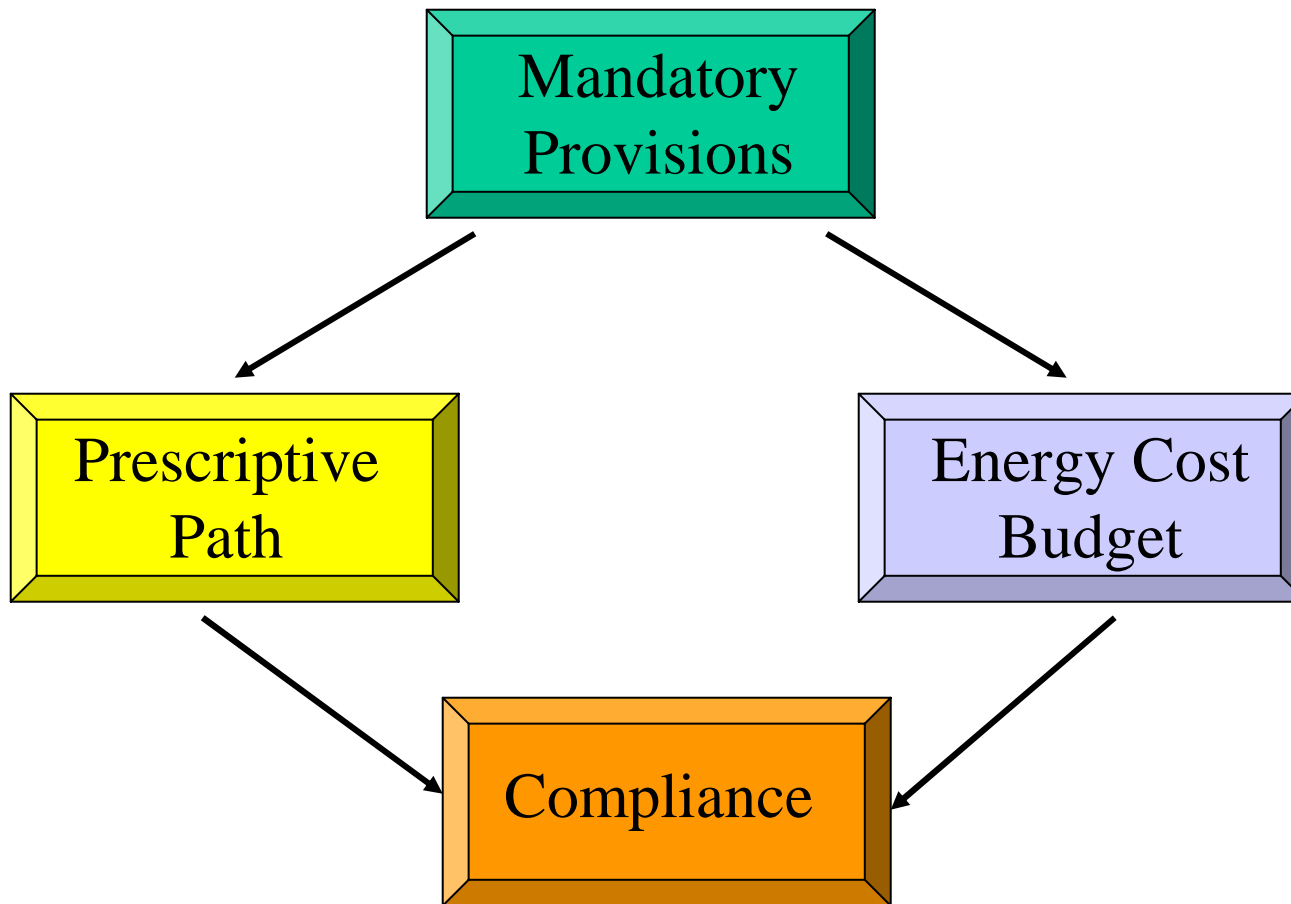 Mandatory
Provisions
Prescriptive
Path
Energy Cost
Budget
Compliance